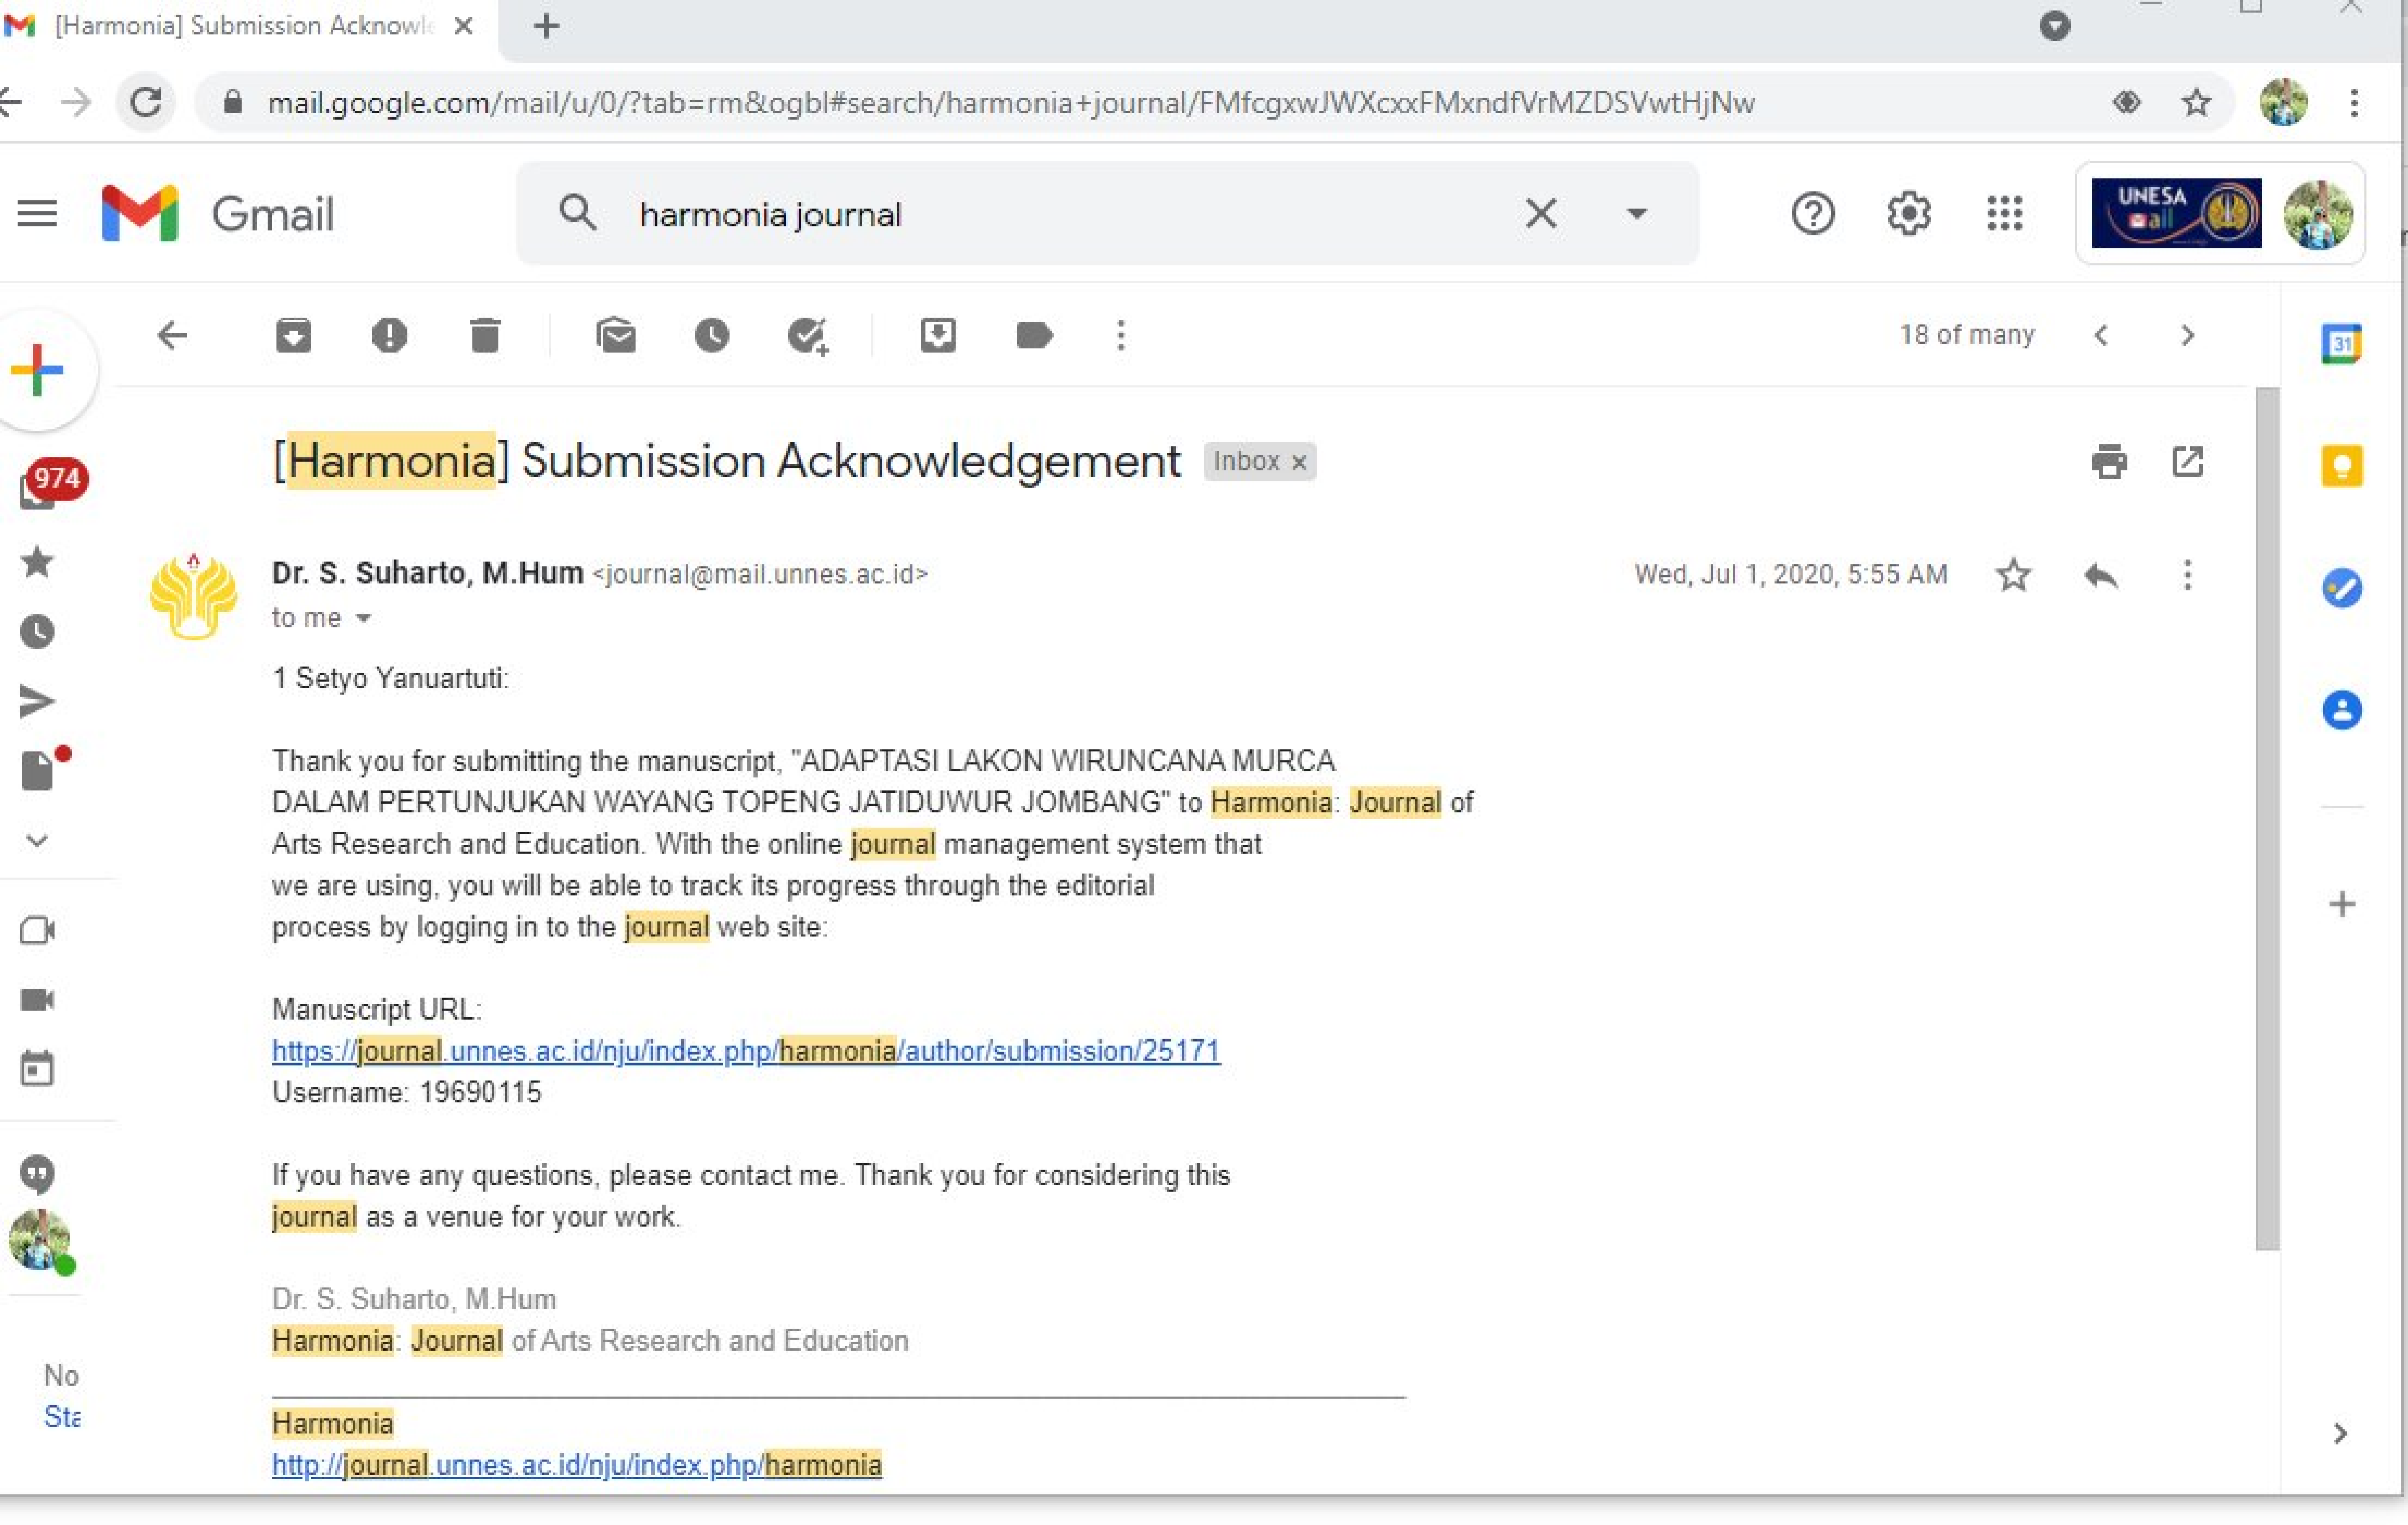 [Harmonia] Submission Acknowle
mail.google.com/mail/u/0/?tab=rm&ogbl#search/harmonia+journal/FMfcgxwJWXcxxFMxndfVrMZDSVwtHjNw
Gmail
harmonia journal
UNESA
mail
18 of many
31
[Harmonia] Submission Acknowledgement Inbox x
974
Dr. S. Suharto, M.Hum <journal@mail.unnes.ac.id>
Wed, Jul 1, 2020, 5:55 AM
to me
1 Setyo Yanuartuti:
Thank you for submitting the manuscript, "ADAPTASI LAKON WIRUNCANA MURCA
DALAM PERTUNJUKAN WAYANG TOPENG JATIDUWUR JOMBANG" to Harmonia: Journal of
Arts Research and Education. With the online journal management system that
we are using, you will be able to track its progress through the editorial
process by logging in to the journal web site:
Manuscript URL:
https://journal.unnes.ac.id/nju/index.php/harmonia/author/submission/25171
Username: 19690115
If you have any questions, please contact me. Thank you for considering this
journal as a venue for your work.
Dr. S. Suharto, M.Hum
Harmonia: Journal of Arts Research and Education
No
Sta
Harmonia
http://journal.unnes.ac.id/nju/index.php/harmonia